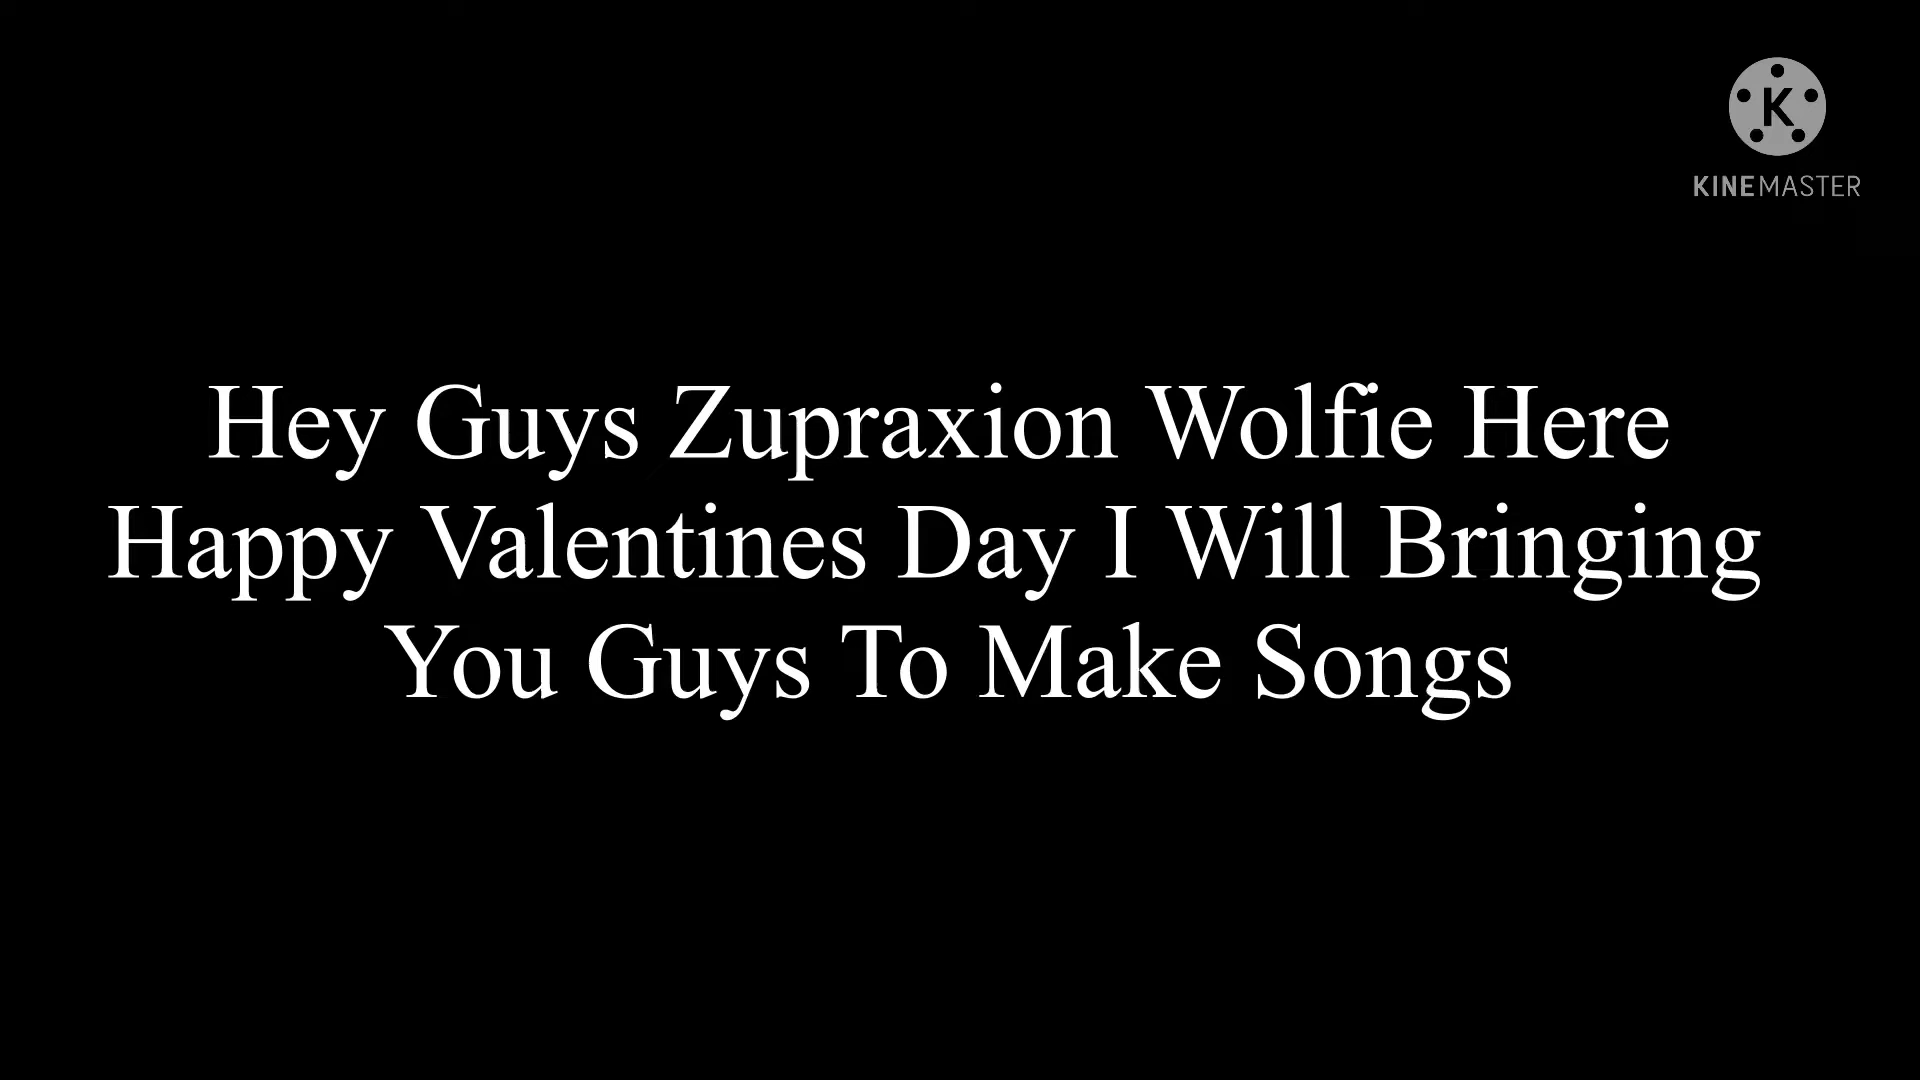 K
KINEMASTER
Hey Guys Zupraxion Wolfie Here
Happy Valentines Day I Will Bringing
You Guys To Make Songs